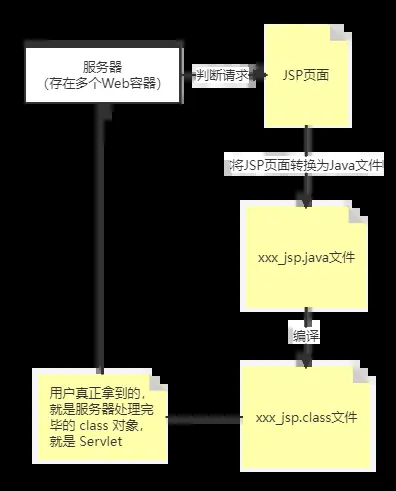 服务器
(存在多个Web容器)
判断请求
JSP页面
将JSP页面转换为Java文件
xxx_jsp.java文件
编译
xxx_jsp.class文件
用户真正拿到的,
就是服务器处理完
毕的 class 对象,
就是 Servlet